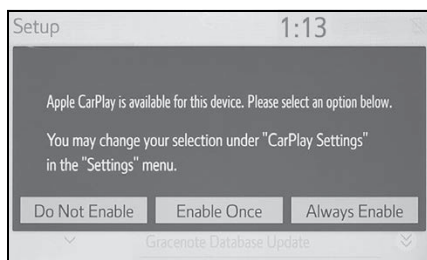 Setup
1:13
Apple CarPlay is available for this device. Please select an option below.
You may change your selection under "CarPlay Settings"
in the "Settings" menu.
Do Not Enable
Enable Once
Always Enable
Gracenote Database Update